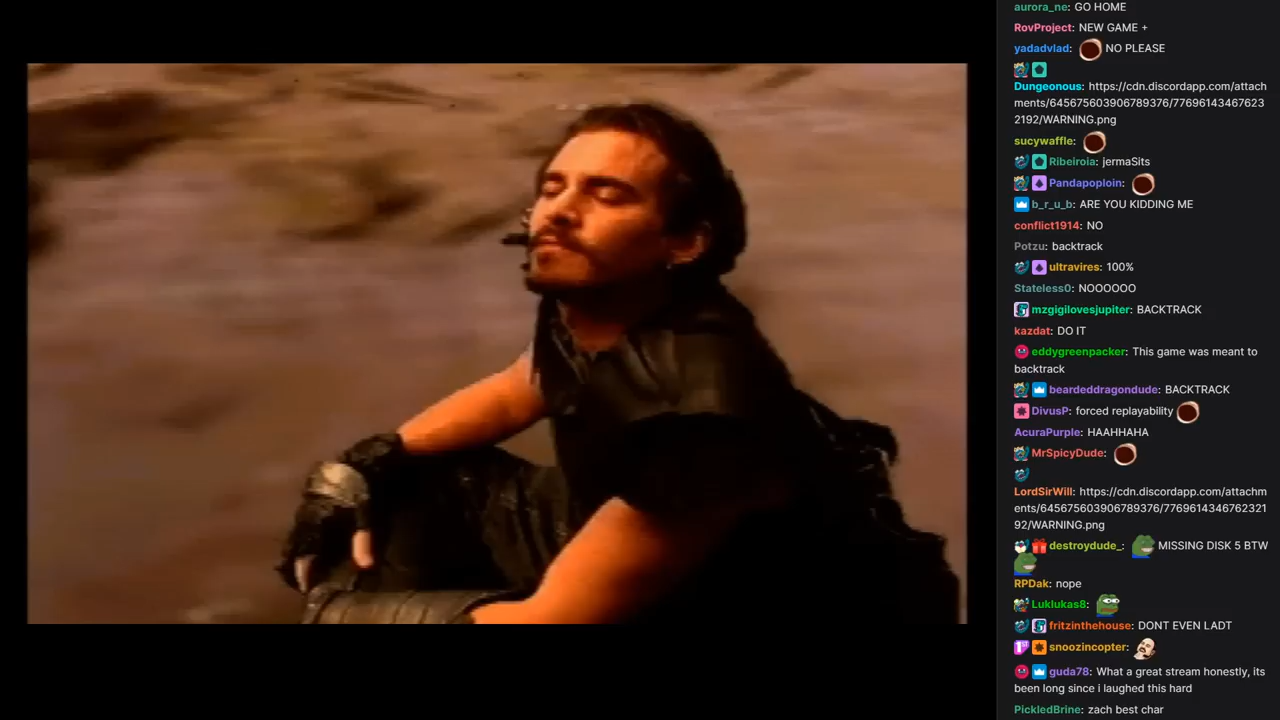 aurora_ne: GO HOME
RovProject: NEW GAME +
yadadvlad: NO PLEASE
Dungeonous: https://cdn.discordapp.com/attach
ments/645675603906789376/77696143467623
2192/WARNING.png
sucywaffle:
Ribeiroia: jermaSits
Pandapoploin:
b_r_u_b: ARE YOU KIDDING ME
conflict1914: NO
Potzu: backtrack
ultravires: 100%
Stateless0: NOOOOOO
mzgigilovesjupiter: BACKTRACK
kazdat: DO IT
eddygreenpacker: This game was meant to
backtrack
beardeddragondude: BACKTRACK
DivusP: forced replayability
AcuraPurple: HAAHHAHA
MrSpicyDude:
LordSirWill: https://cdn.discordapp.com/attachm
ents/645675603906789376/7769614346762321
92/WARNING.png
destroydude_: MISSING DISK 5 BTW
RPDak: nope
Luklukas8:
fritzinthehouse: DONT EVEN LADT
snoozincopter:
guda78: What a great stream honestly, its
been long since i laughed this hard
PickledBrine: zach best char